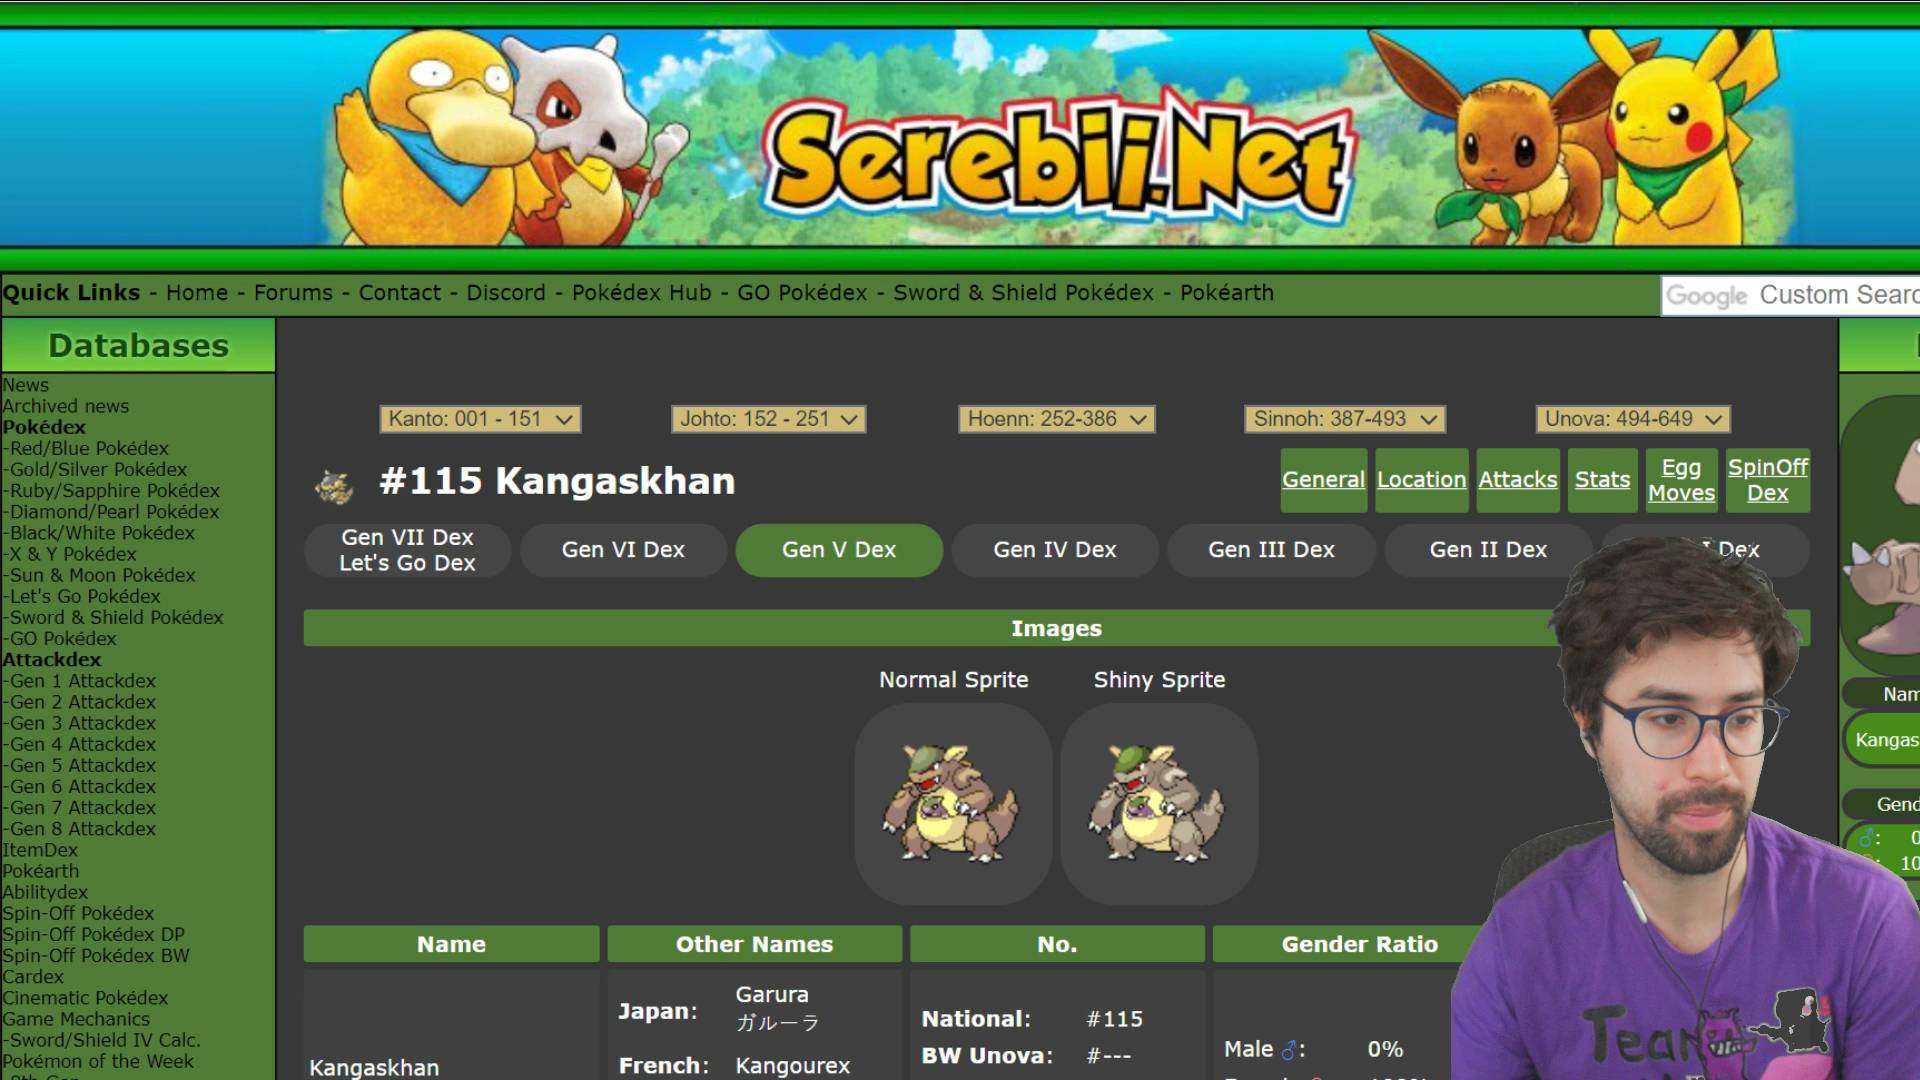 Serebii.Net
Quick Links - Home - Forums - Contact - Discord - Pokédex Hub - GO Pokédex - Sword & Shield Pokédex - Pokéarth
Google Custom Searc
Databases
News
Archived news
Pokédex
-Red/Blue Pokédex
-Gold/Silver Pokédex
-Ruby/Sapphire Pokédex
-Diamond/Pearl Pokédex
-Black/White Pokédex
-X & Y Pokédex
-Sun & Moon Pokédex
-Let's Go Pokédex
-Sword & Shield Pokédex
-GO Pokédex
Attackdex
-Gen 1 Attackdex
-Gen 2 Attackdex
-Gen 3 Attackdex
-Gen 4 Attackdex
-Gen 5 Attackdex
-Gen 6 Attackdex
-Gen 7 Attackdex
-Gen 8 Attackdex
ItemDex
Pokéarth
Abilitydex
Spin-Off Pokédex
Spin-Off Pokédex DP
Spin-Off Pokédex BW
Cardex
Cinematic Pokédex
Game Mechanics
-Sword/Shield IV Calc.
Pokémon of the Week
Kanto: 001 - 151
Johto: 152 - 251
Hoenn: 252-386
Sinnoh: 387-493
Unova: 494-649
#115 Kangaskhan
General
Location
Attacks
Stats
Egg
Moves
SpinOff
Dex
Gen VII Dex
Let's Go Dex
Gen VI Dex
Gen V Dex
Gen IV Dex
Gen III Dex
Gen II Dex
I Dex
Images
Normal Sprite
Shiny Sprite
Name
Other Names
No.
Gender Ratio
Kangaskhan
Japan: Garura
ガルーラ
French: Kangourex
National: #115
BW Unova: #---
Male ♂: 0%
Nam
Kangas
Gend
♂: 0
10
Team